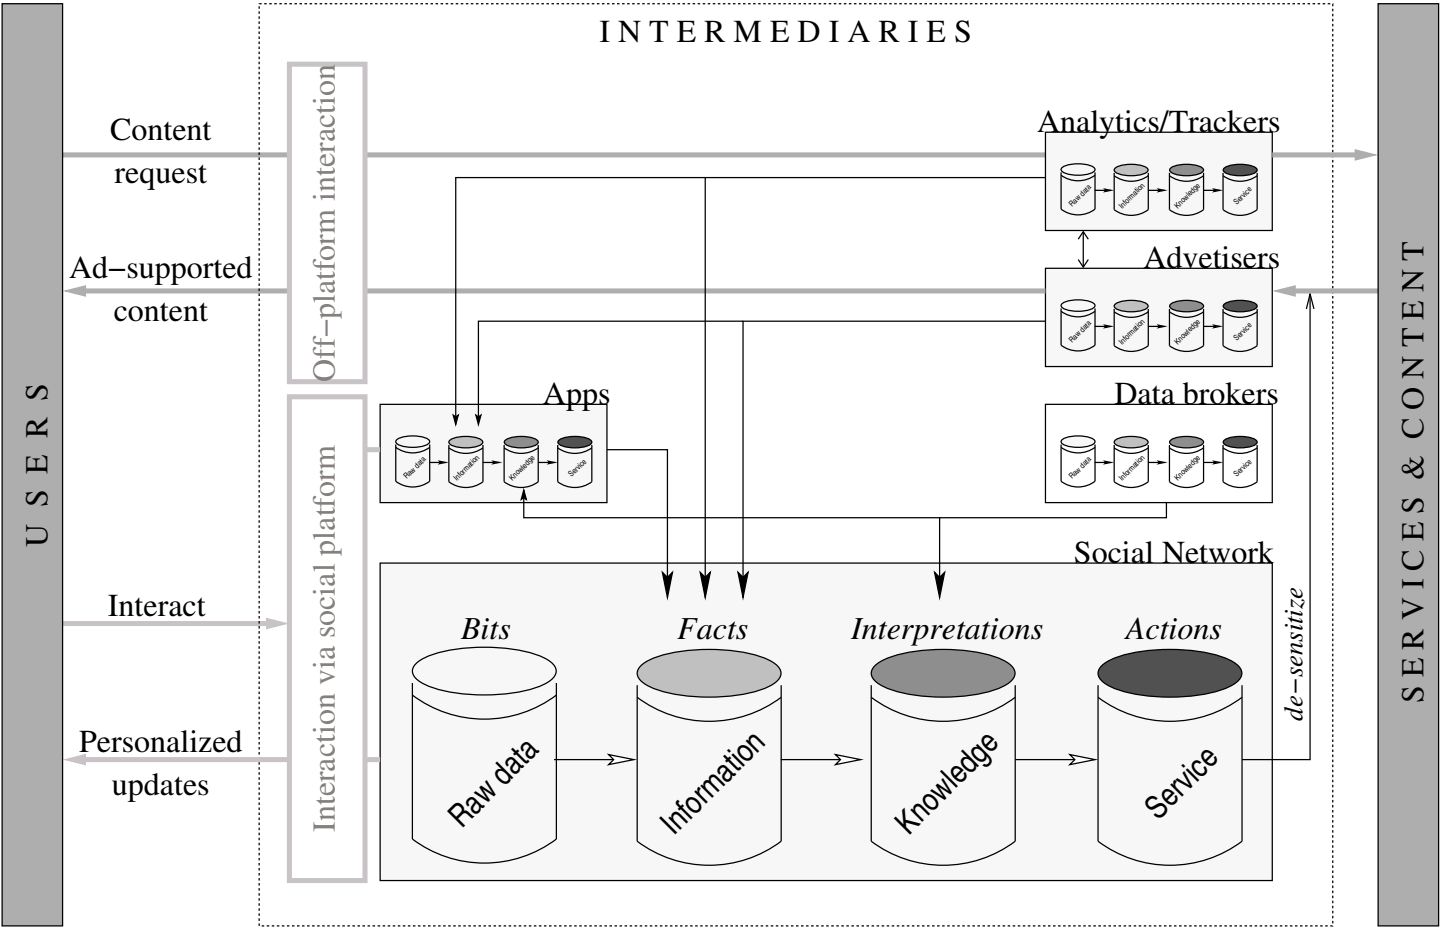 INTERMEDIARIES
USERS
SERVICES & CONTENT
Off-platform interaction
Content
request
Analytics/Trackers
Raw data
Information
Knowledge
Service
Ad-supported
content
Advetisers
Raw data
Information
Knowledge
Service
Interaction via social platform
Apps
Raw data
Information
Knowledge
Service
Data brokers
Raw data
Information
Knowledge
Service
Social Network
Interact
Bits
Facts
Interpretations
Actions
de-sensitize
Personalized
updates
Raw data
Information
Knowledge
Service